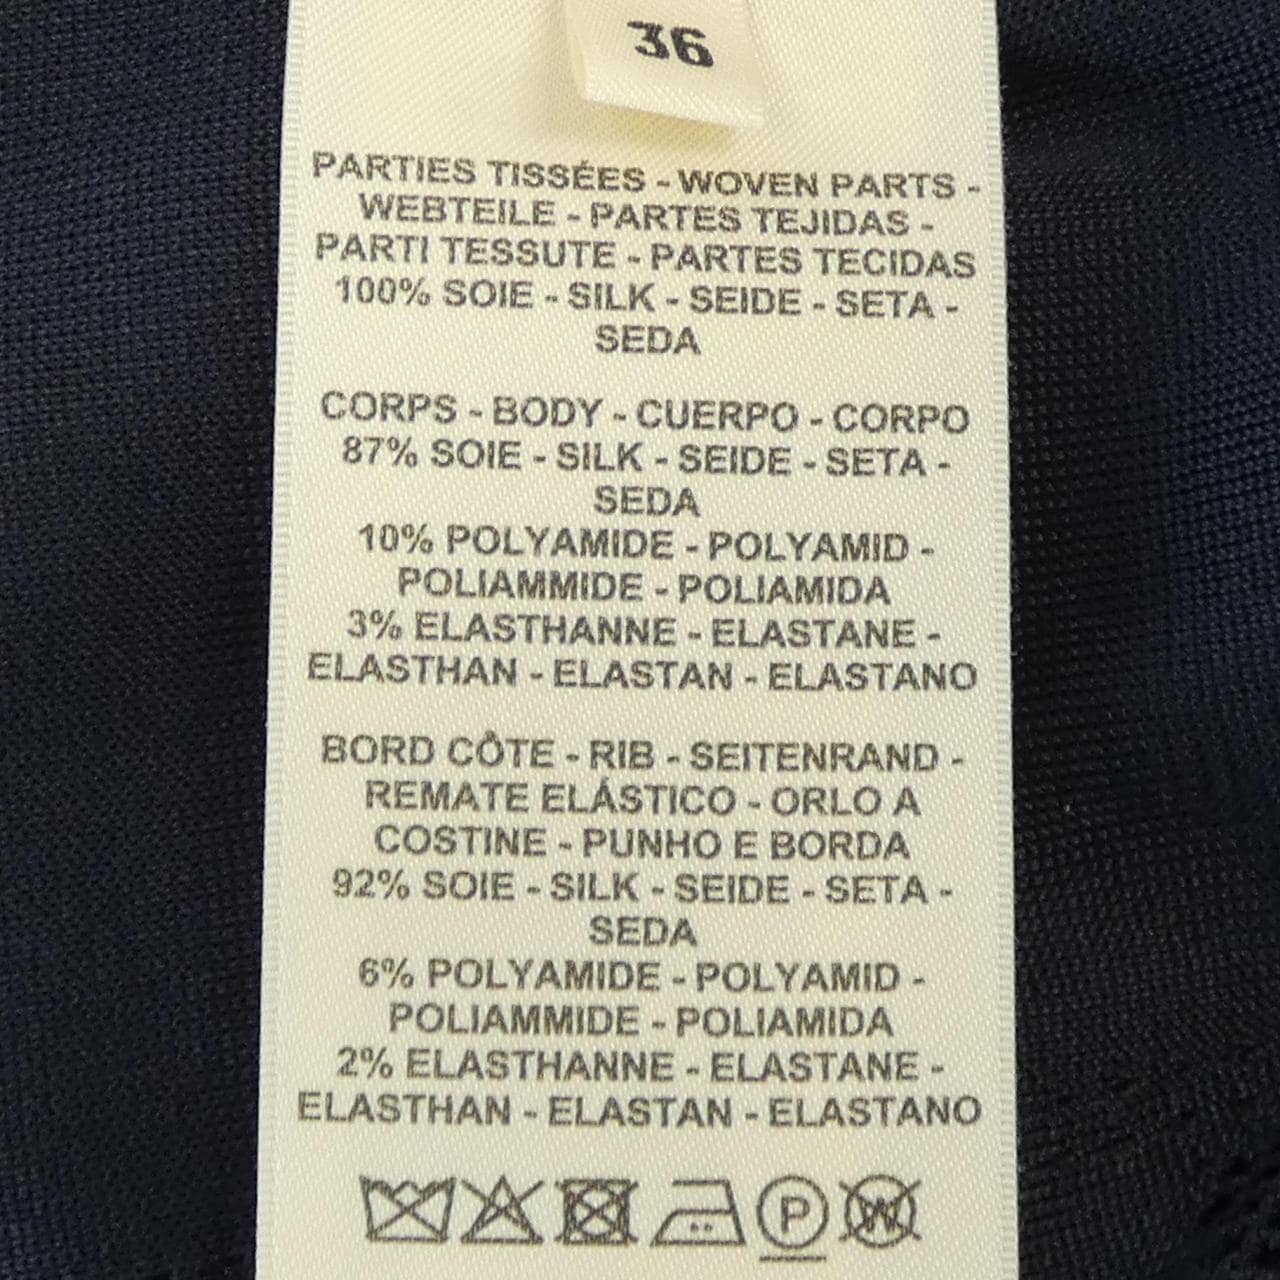 36
PARTIES TISSÉES - WOVEN PARTS -
WEBTEILE - PARTES TEJIDAS -
PARTI TESSUTE - PARTES TECIDAS
100% SOIE - SILK - SEIDE - SETA -
SEDA
CORPS - BODY - CUERPO - CORPO
87% SOIE - SILK - SEIDE - SETA -
SEDA
10% POLYAMIDE - POLYAMID -
POLIAMMIDE - POLIAMIDA
3% ELASTHANNE - ELASTANE -
ELASTHAN - ELASTAN - ELASTANO
BORD CÔTE - RIB - SEITENRAND -
REMATE ELÁSTICO - ORLO A
COSTINE - PUNHO E BORDA
92% SOIE - SILK - SEIDE - SETA -
SEDA
6% POLYAMIDE - POLYAMID -
POLIAMMIDE - POLIAMIDA
2% ELASTHANNE - ELASTANE -
ELASTHAN - ELASTAN - ELASTANO
P W